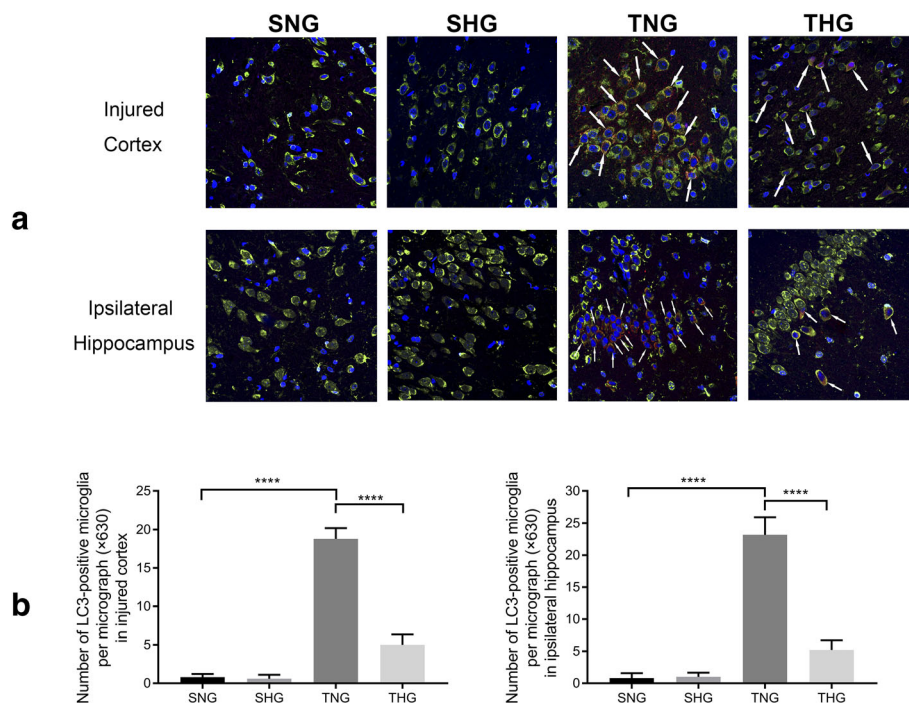 SNG SHG TNG THG
Injured
Cortex
a
Ipsilateral
Hippocampus
b
Number of LC3-positive microglia
per micrograph (×630)
in injured cortex
25
20
15
10
5
0
****
****
SNG SHG TNG THG
Number of LC3-positive microglia
per micrograph (×630)
in ipsilateral hippocampus
30
25
20
15
10
5
0
****
****
SNG SHG TNG THG